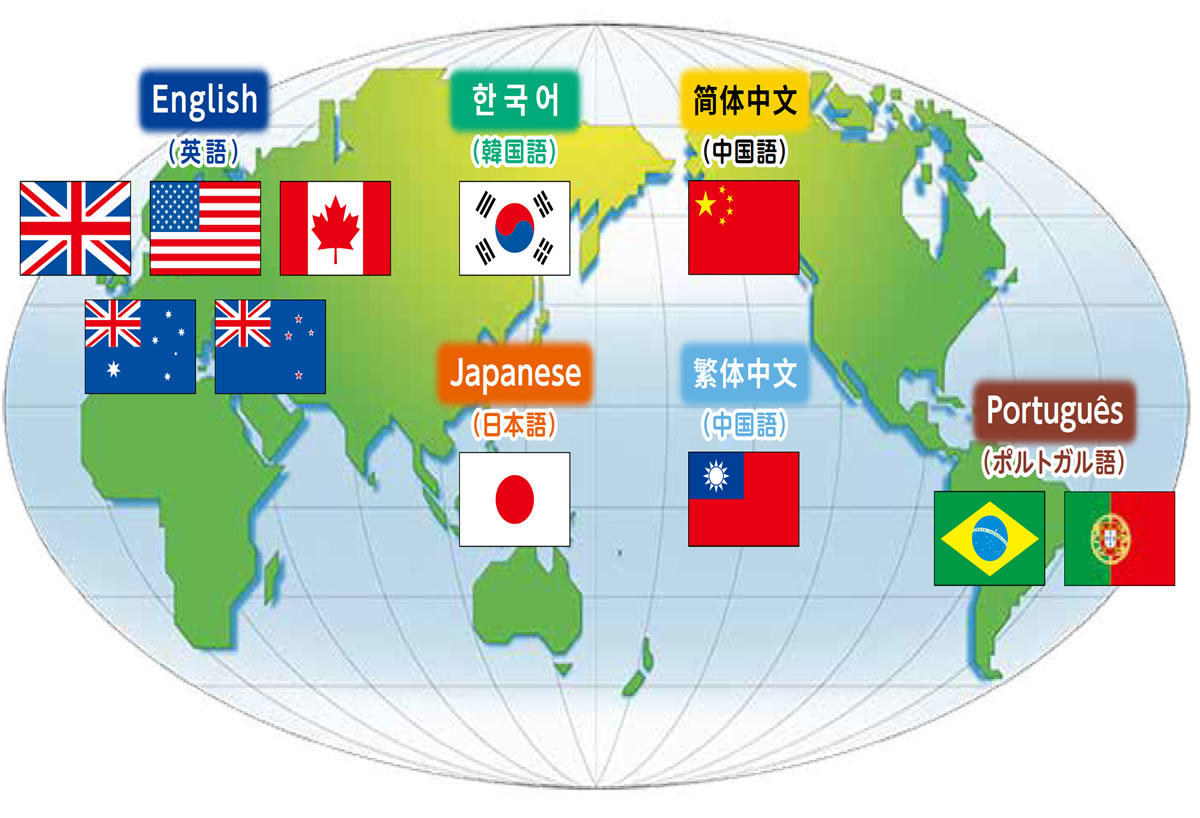 English
(英語)
한국어
(韓国語)
简体中文
(中国語)
Japanese
(日本語)
繁体中文
(中国語)
Português
(ポルトガル語)